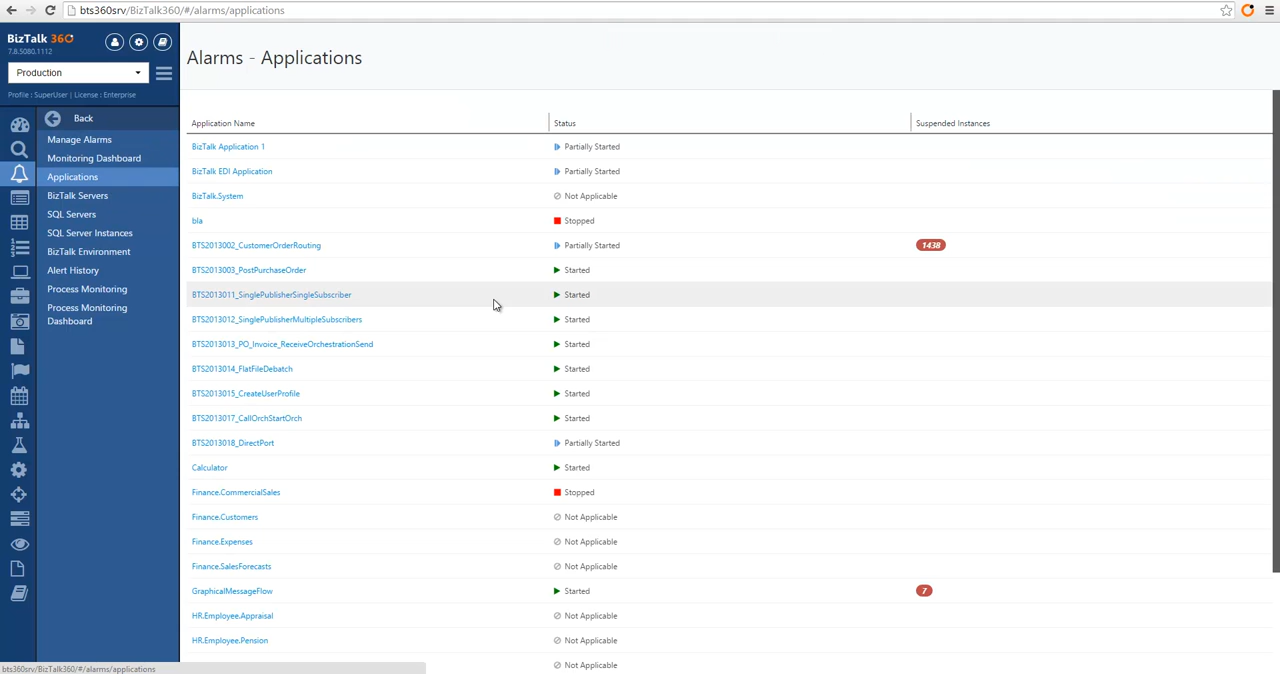 bts360srv/BizTalk360/#/alarms/applications
BizTalk 360
7.8.5080.1112
Production
Profile : SuperUser | License : Enterprise
Back
Manage Alarms
Monitoring Dashboard
Applications
BizTalk Servers
SQL Servers
SQL Server Instances
BizTalk Environment
Alert History
Process Monitoring
Process Monitoring
Dashboard
Alarms - Applications
Application Name Status Suspended Instances
BizTalk Application 1 Partially Started
BizTalk EDI Application Partially Started
BizTalk.System Not Applicable
bla Stopped
BTS2013002_CustomerOrderRouting Partially Started 1438
BTS2013003_PostPurchaseOrder Started
BTS2013011_SinglePublisherSingleSubscriber Started
BTS2013012_SinglePublisherMultipleSubscribers Started
BTS2013013_PO_Invoice_ReceiveOrchestrationSend Started
BTS2013014_FlatFileDebatch Started
BTS2013015_CreateUserProfile Started
BTS2013017_CallOrchStartOrch Started
BTS2013018_DirectPort Partially Started
Calculator Started
Finance.CommercialSales Stopped
Finance.Customers Not Applicable
Finance.Expenses Not Applicable
Finance.SalesForecasts Not Applicable
GraphicalMessageFlow Started 7
HR.Employee.Appraisal Not Applicable
HR.Employee.Pension Not Applicable
Not Applicable
bts360srv/BizTalk360/#/alarms/applications